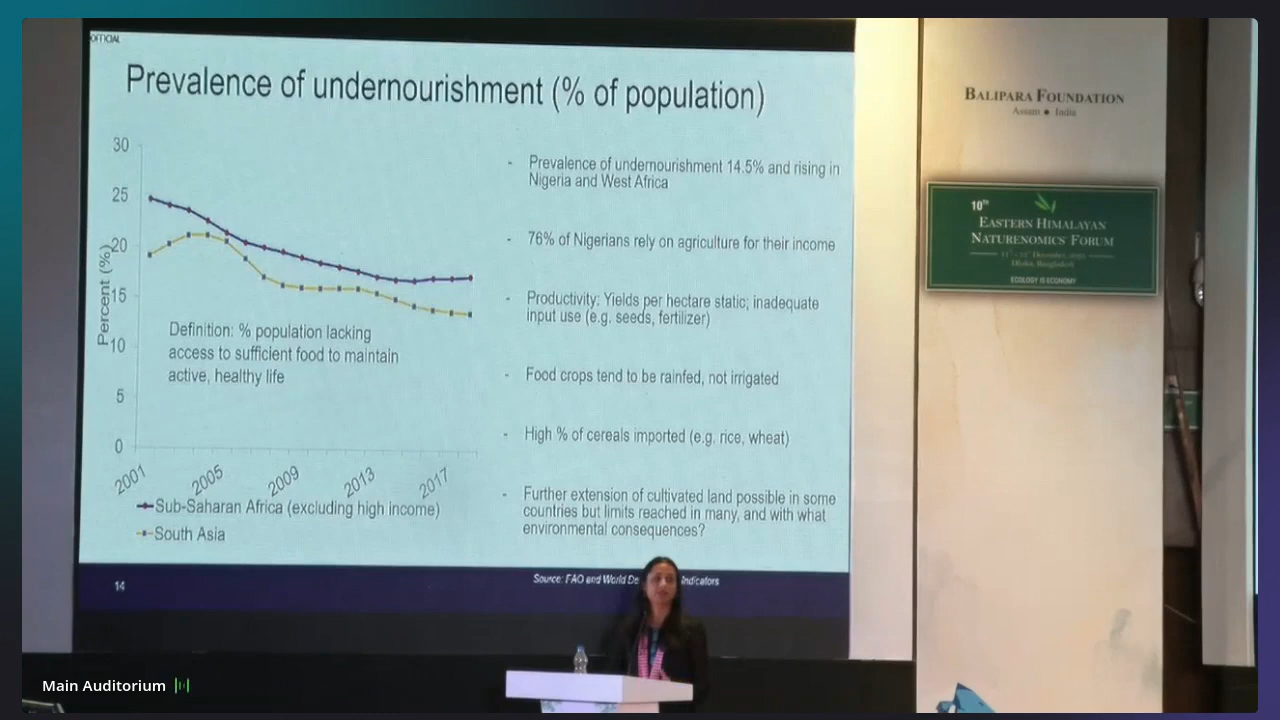 OFFICIAL
Prevalence of undernourishment (% of population)
30
25
20
15
10
5
0
Percent (%)
2001
2005
2009
2013
2017
Definition: % population lacking
access to sufficient food to maintain
active, healthy life
Sub-Saharan Africa (excluding high income)
South Asia
- Prevalence of undernourishment 14.5% and rising in
Nigeria and West Africa
- 76% of Nigerians rely on agriculture for their income
- Productivity: Yields per hectare static; inadequate
input use (e.g. seeds, fertilizer)
- Food crops tend to be rainfed, not irrigated
- High % of cereals imported (e.g. rice, wheat)
- Further extension of cultivated land possible in some
countries but limits reached in many, and with what
environmental consequences?
14
Source: FAO and World De Indicators
BALIPARA FOUNDATION
Assam • India
10TH
EASTERN HIMALAYAN
NATURENOMICS FORUM
Dhaka, Bangladesh
ECOLOGY IS ECONOMY
Main Auditorium